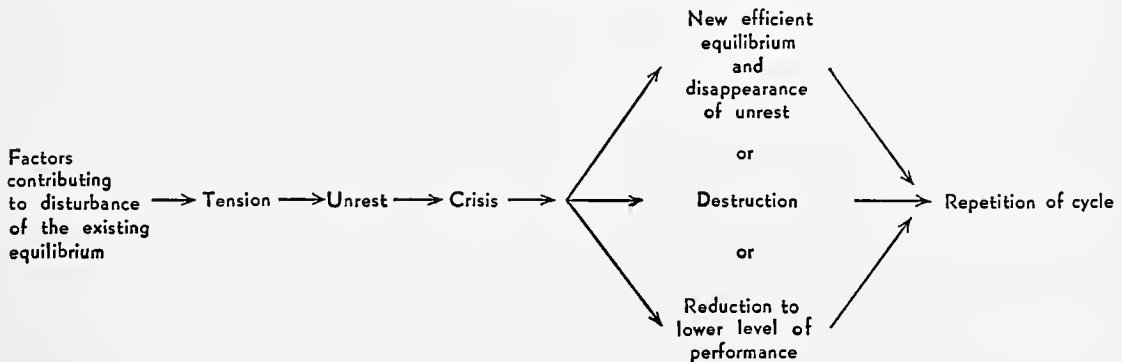 Factors
contributing
to disturbance
of the existing
equilibrium
Tension
Unrest
Crisis
New efficient
equilibrium
and
disappearance
of unrest
or
Destruction
or
Reduction to
lower level of
performance
Repetition of cycle